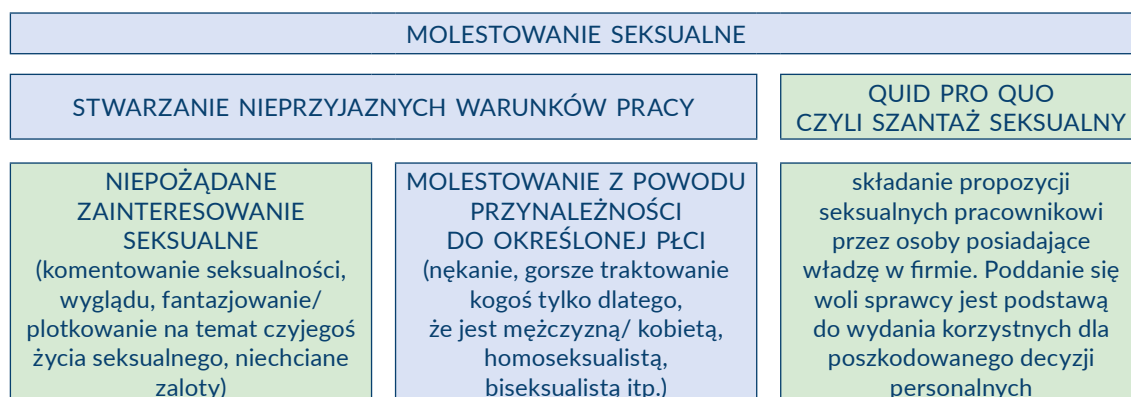 MOLESTOWANIE SEKSUALNE
STWARZANIE NIEPRZYJAZNYCH WARUNKÓW PRACY
QUID PRO QUO
CZYLI SZANTAŻ SEKSUALNY
NIEPOŻĄDANE
ZAINTERESOWANIE
SEKSUALNE
(komentowanie seksualności,
wyglądu, fantazjowanie/
plotkowanie na temat czyjegoś
życia seksualnego, niechciane
zaloty)
MOLESTOWANIE Z POWODU
PRZYNALEŻNOŚCI
DO OKREŚLONEJ PŁCI
(nękanie, gorsze traktowanie
kogoś tylko dlatego,
że jest mężczyzną/ kobietą,
homoseksualistą,
biseksualistą itp.)
składanie propozycji
seksualnych pracownikowi
przez osoby posiadające
władzę w firmie. Poddanie się
woli sprawcy jest podstawą
do wydania korzystnych dla
poszkodowanego decyzji
personalnych